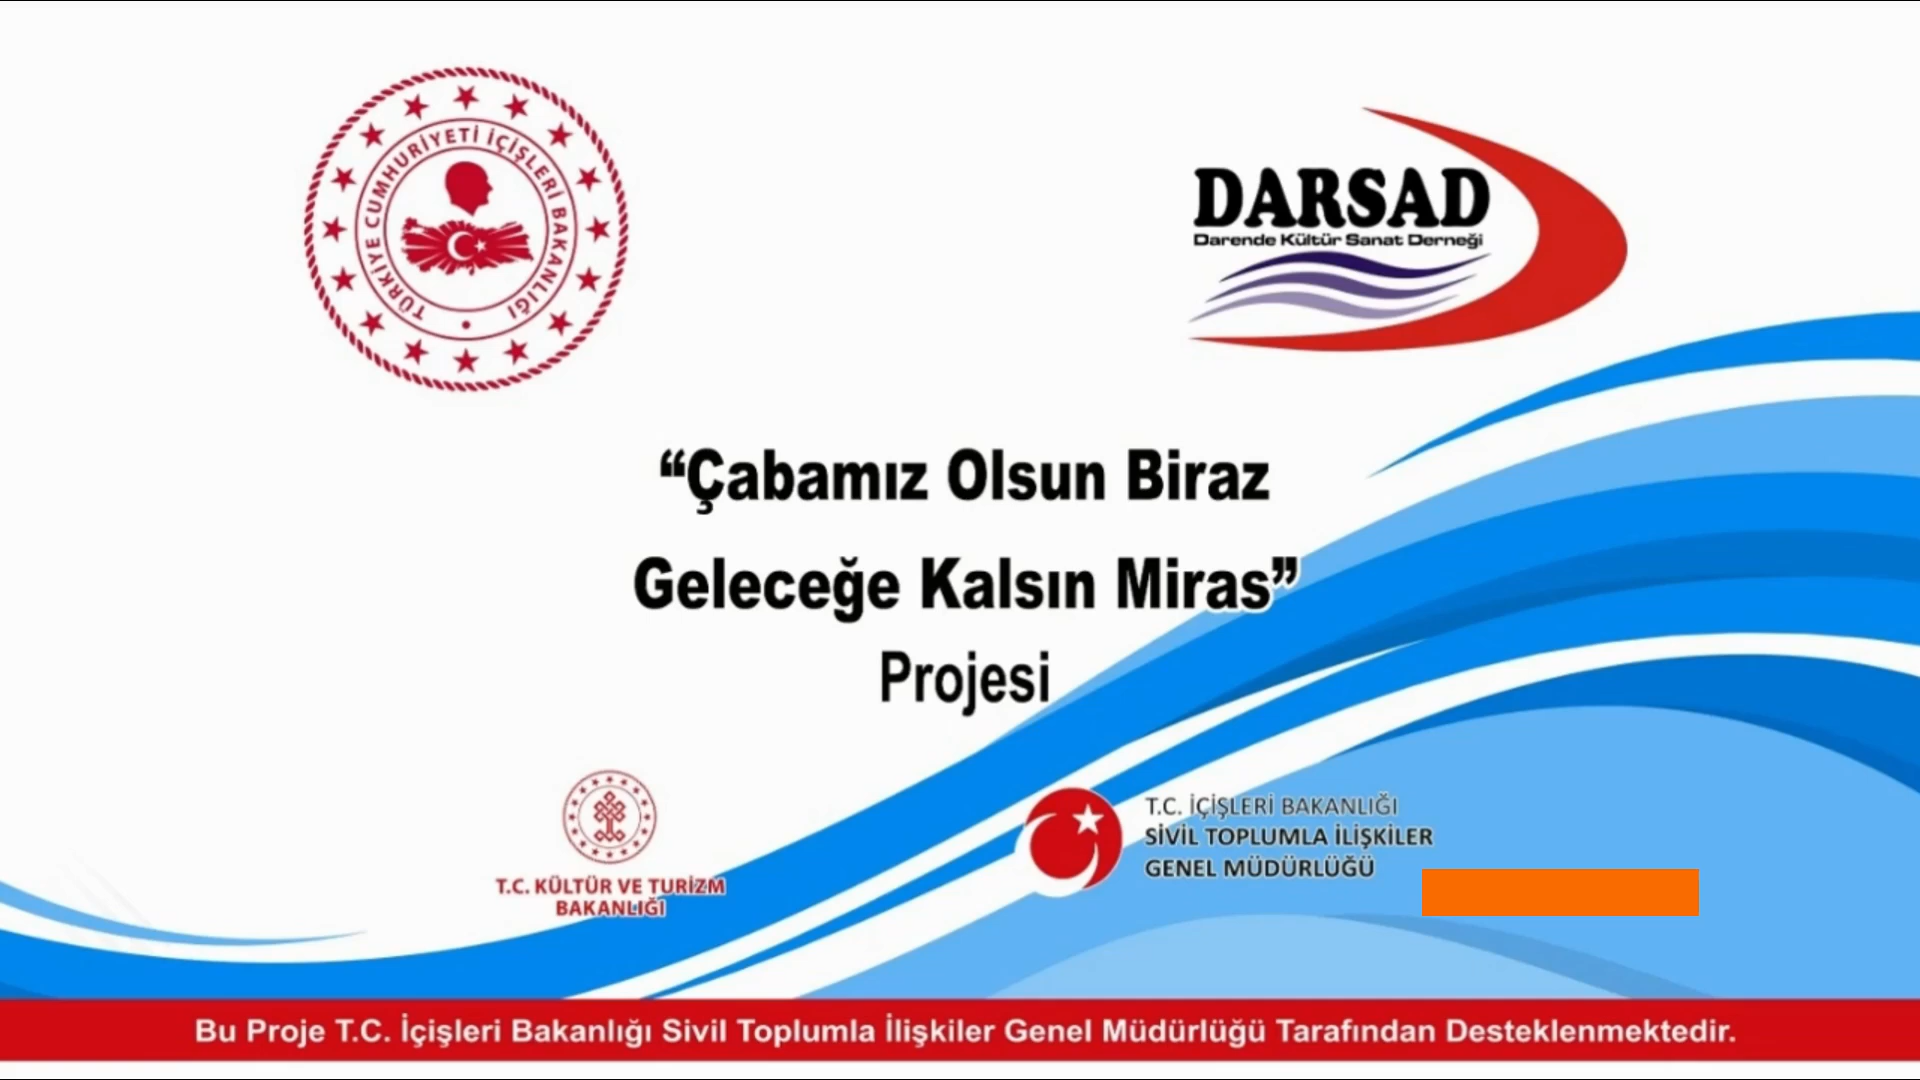 TÜRKİYE CUMHURİYETİ İÇİŞLERİ BAKANLIĞI
DARSAD
Darende Kültür Sanat Derneği
“Çabamız Olsun Biraz
Geleceğe Kalsın Miras”
Projesi
T.C. KÜLTÜR VE TURİZM
BAKANLIĞI
T.C. İÇİŞLERİ BAKANLIĞI
SİVİL TOPLUMLA İLİŞKİLER
GENEL MÜDÜRLÜĞÜ
Bu Proje T.C. İçişleri Bakanlığı Sivil Toplumla İlişkiler Genel Müdürlüğü Tarafından Desteklenmektedir.